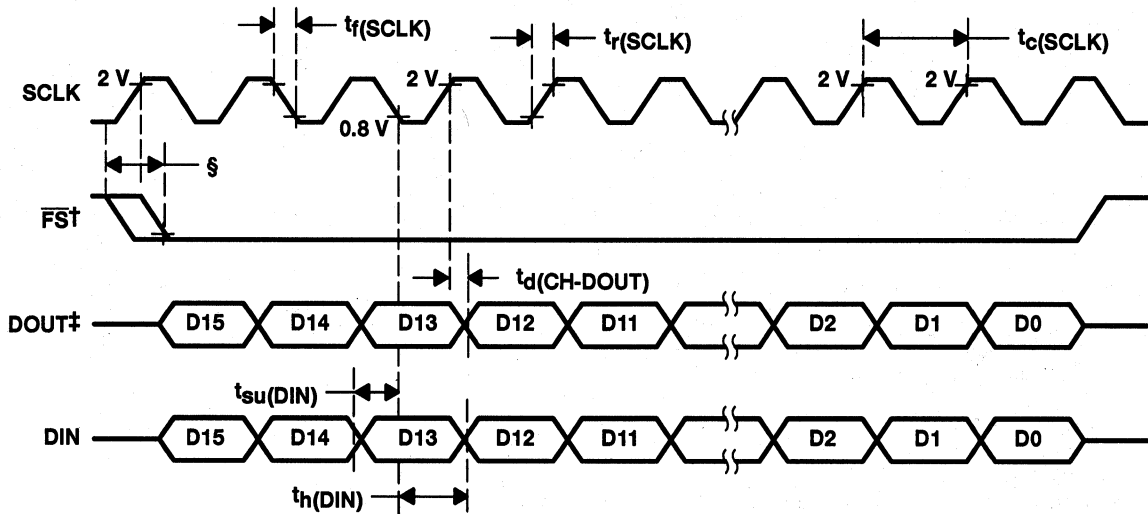 tf(SCLK)
tr(SCLK)
tc(SCLK)
SCLK
2 V
2 V
2 V
2 V
0.8 V
§
FS†
td(CH-DOUT)
DOUT‡
D15 D14 D13 D12 D11 D2 D1 D0
tsu(DIN)
DIN
D15 D14 D13 D12 D11 D2 D1 D0
th(DIN)